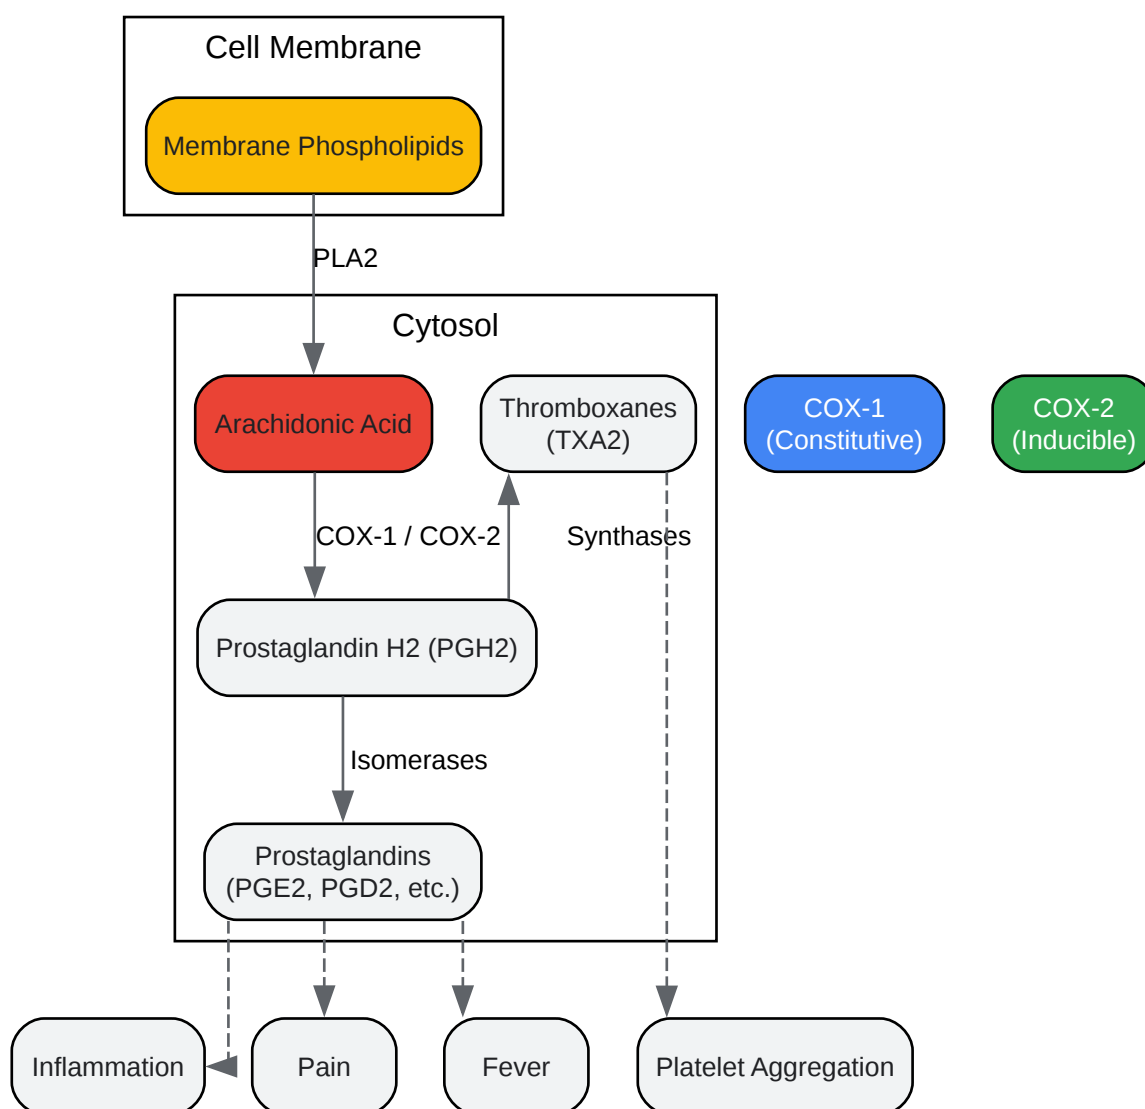 Cell Membrane
Membrane Phospholipids
PLA2
Cytosol
Arachidonic Acid
Thromboxanes
(TXA2)
COX-1
(Constitutive)
COX-2
(Inducible)
COX-1 / COX-2
Synthases
Prostaglandin H2 (PGH2)
Isomerases
Prostaglandins
(PGE2, PGD2, etc.)
Inflammation
Pain
Fever
Platelet Aggregation